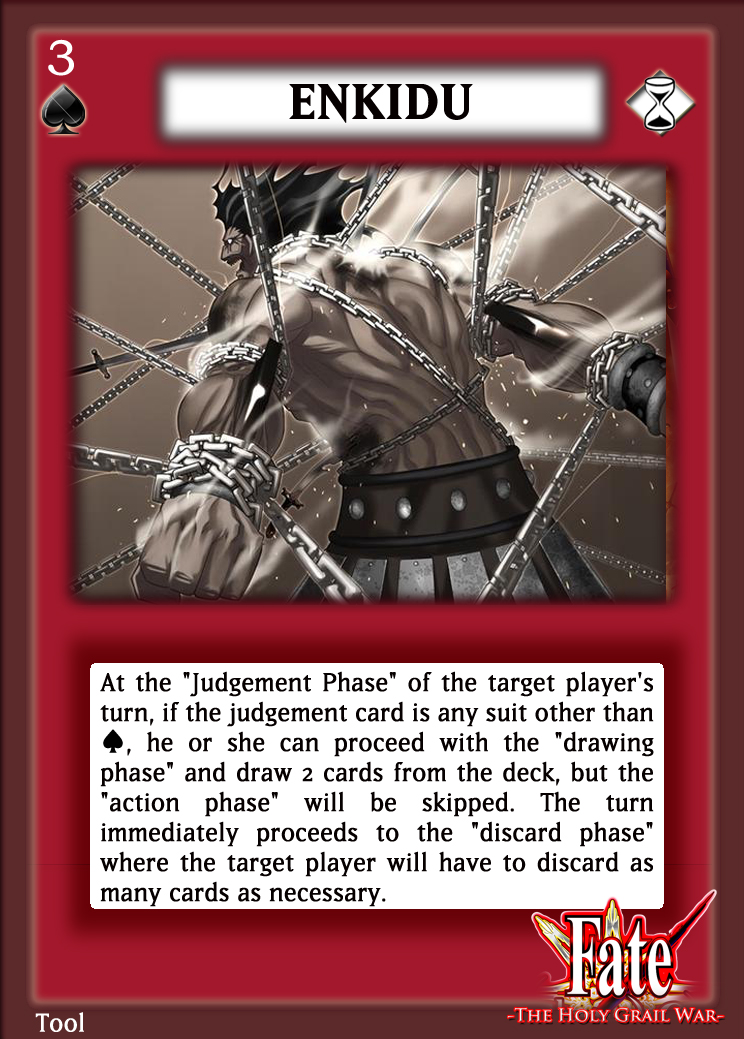 3
ENKIDU
At the "Judgement Phase" of the target player's
turn, if the judgement card is any suit other than
♠, he or she can proceed with the "drawing
phase" and draw 2 cards from the deck, but the
"action phase" will be skipped. The turn
immediately proceeds to the "discard phase"
where the target player will have to discard as
many cards as necessary.
Fate
-THE HOLY GRAIL WAR-
Tool